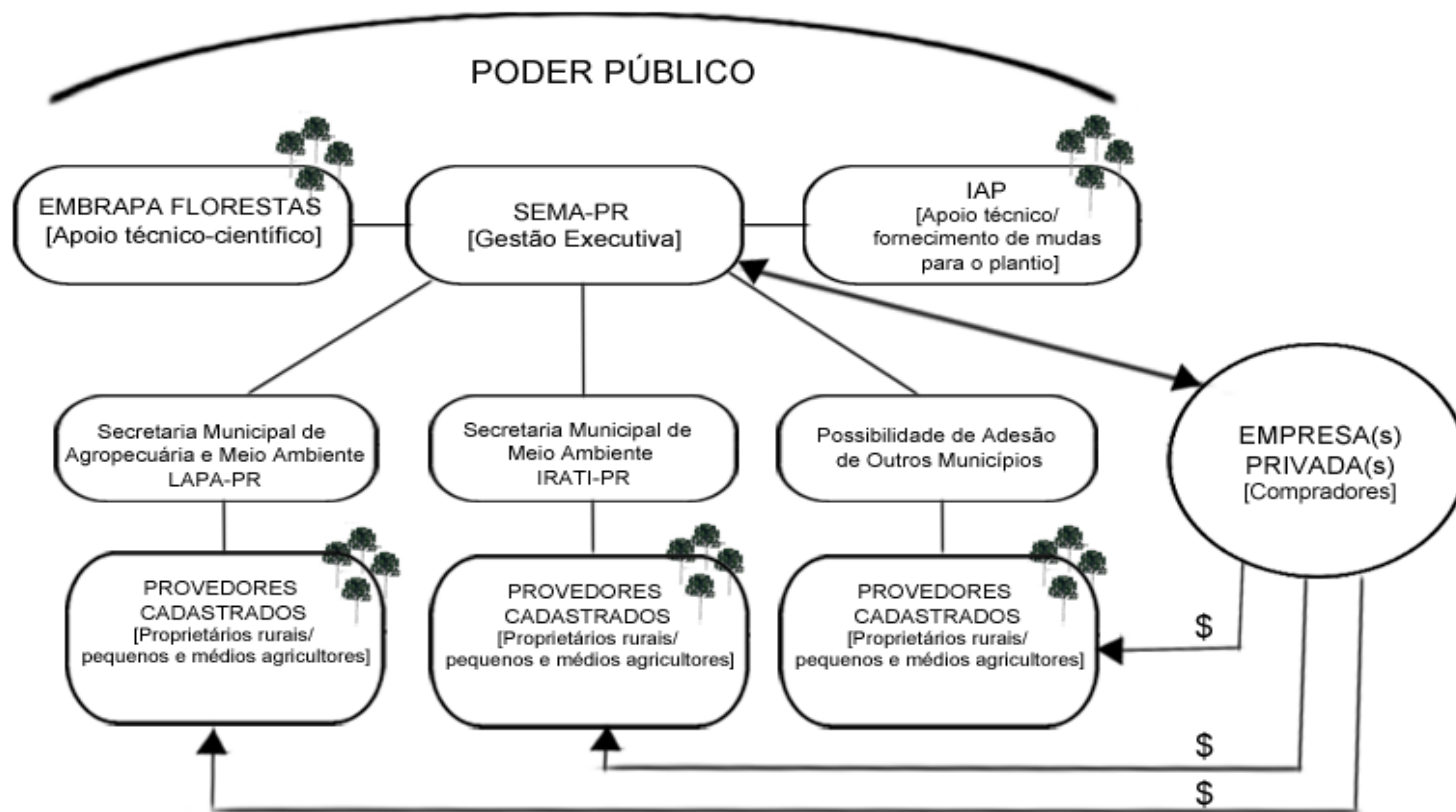 PODER PÚBLICO
EMBRAPA FLORESTAS
[Apoio técnico-científico]
SEMA-PR
[Gestão Executiva]
IAP
[Apoio técnico/
fornecimento de mudas
para o plantio]
Secretaria Municipal de
Agropecuária e Meio Ambiente
LAPA-PR
Secretaria Municipal de
Meio Ambiente
IRATI-PR
Possibilidade de Adesão
de Outros Municípios
EMPRESA(s)
PRIVADA(s)
[Compradores]
PROVEDORES
CADASTRADOS
[Proprietários rurais/
pequenos e médios agricultores]
PROVEDORES
CADASTRADOS
[Proprietários rurais/
pequenos e médios agricultores]
PROVEDORES
CADASTRADOS
[Proprietários rurais/
pequenos e médios agricultores]
$
$
$